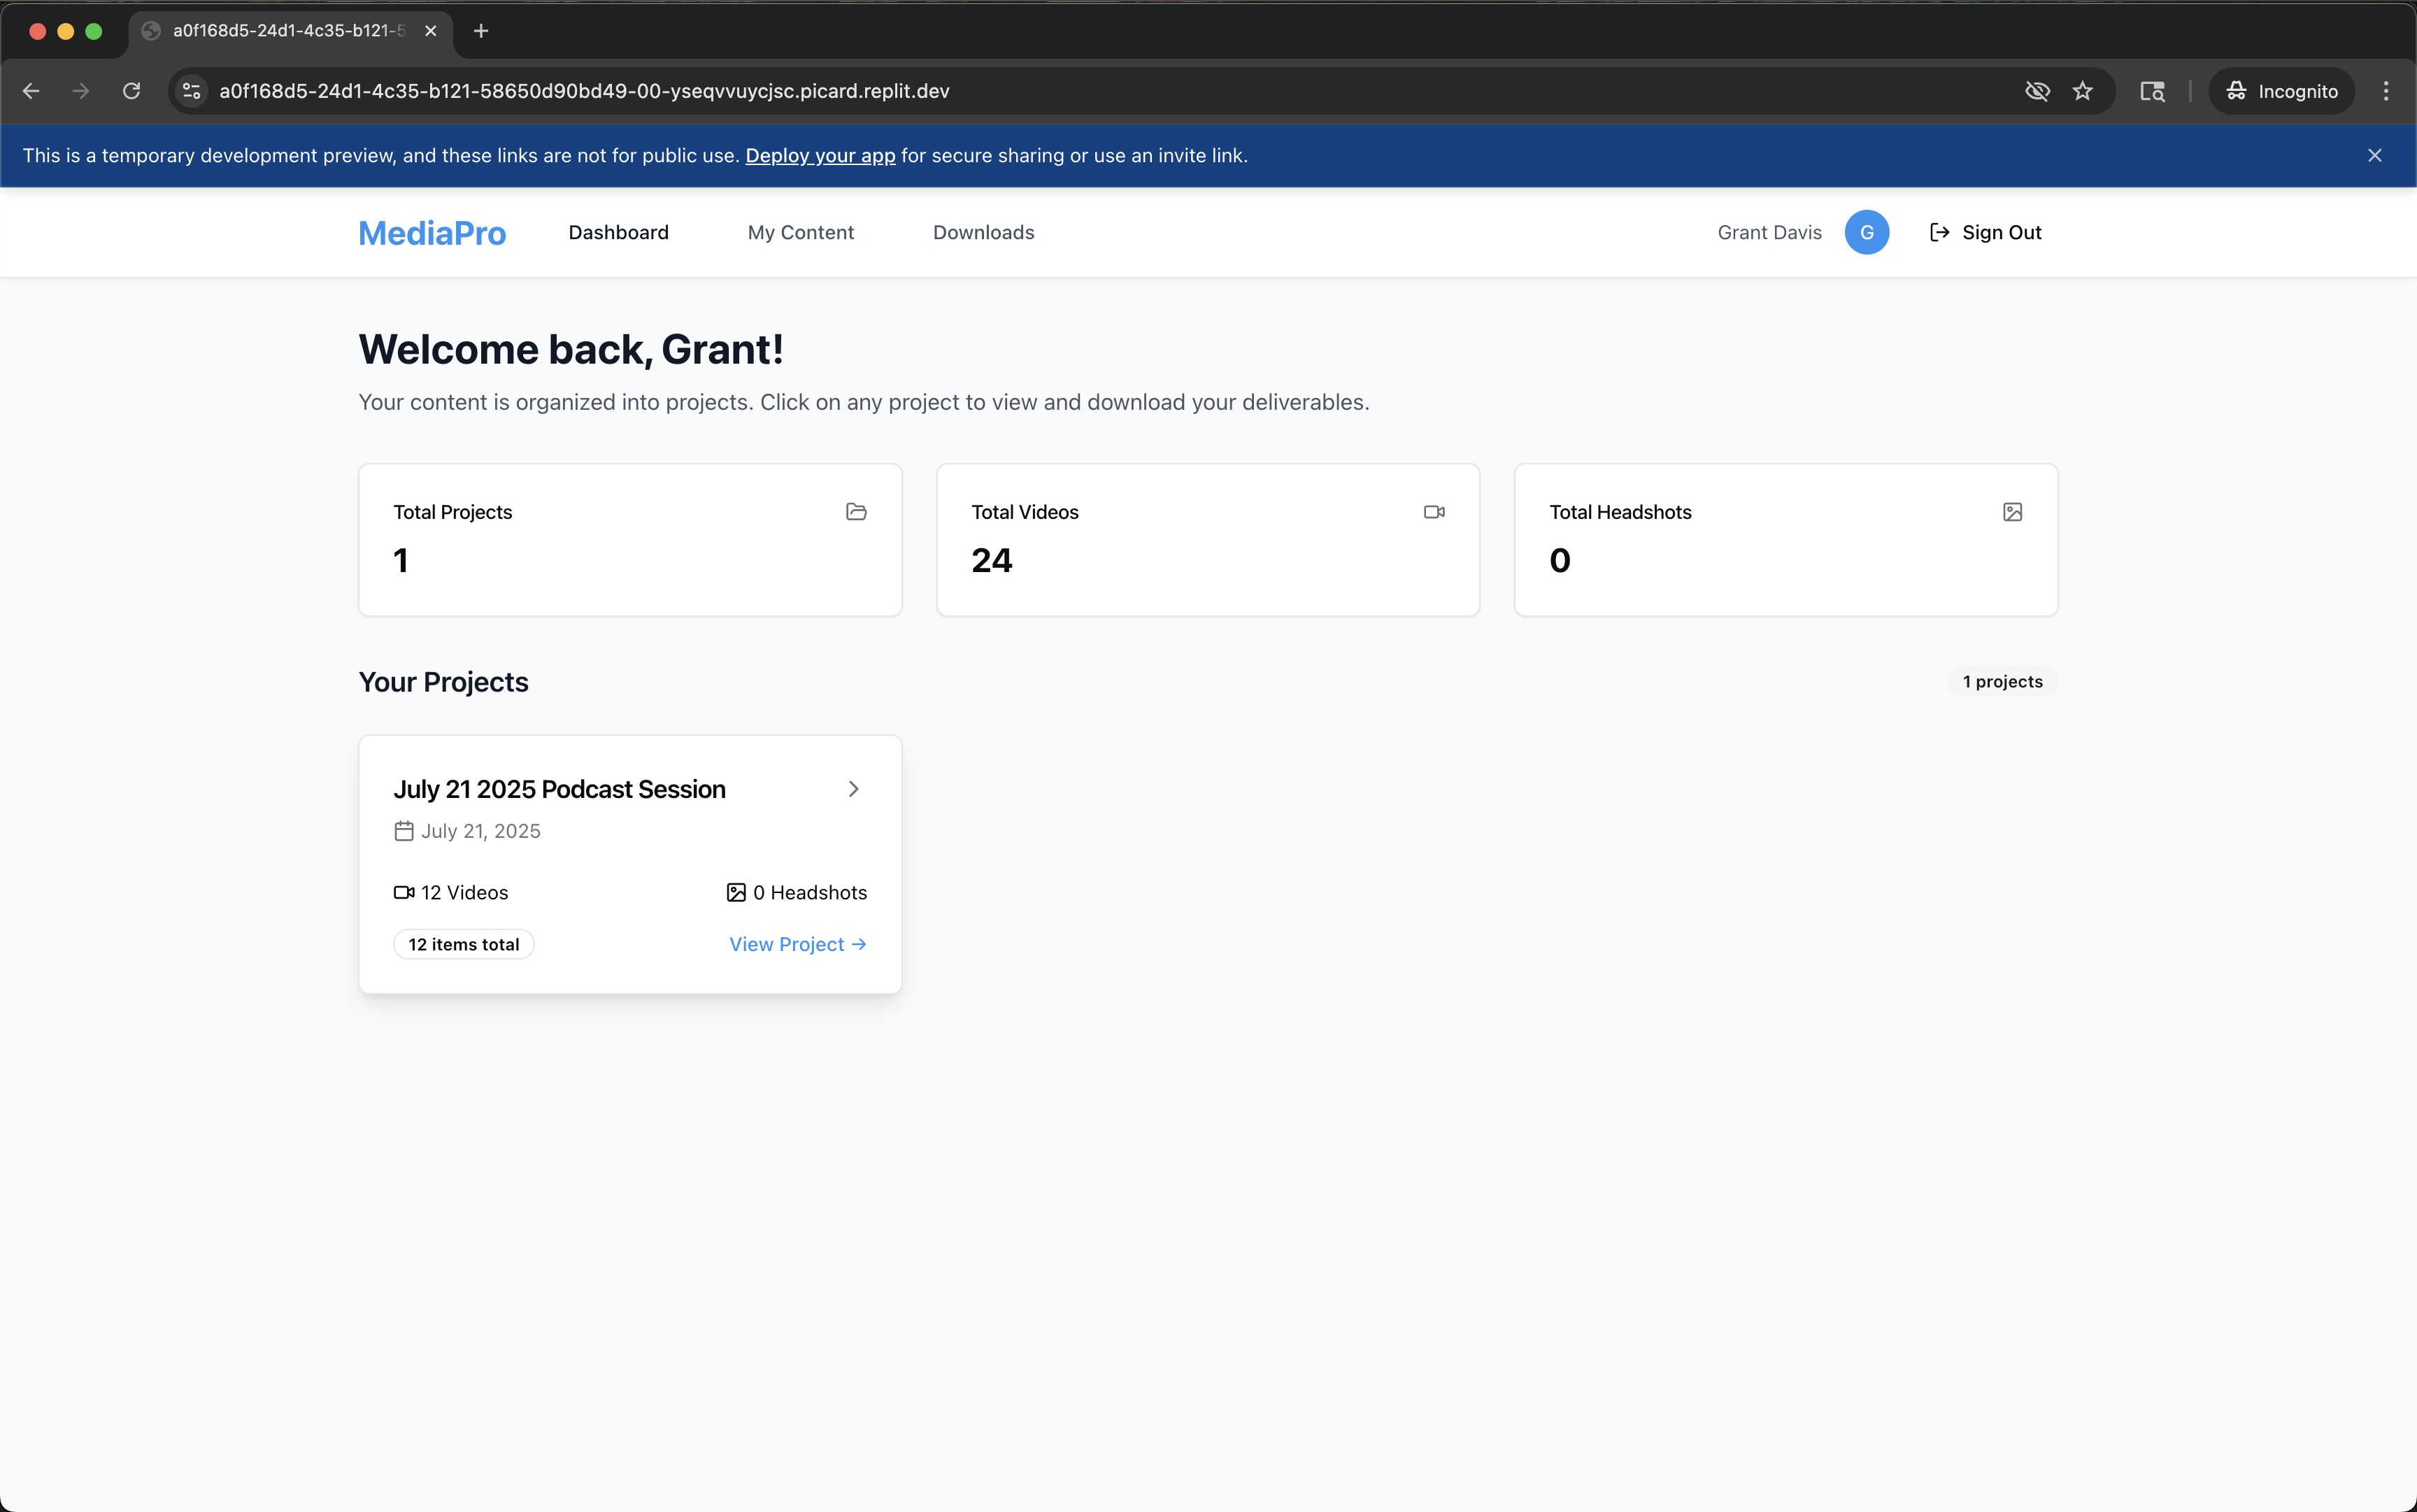 a0f168d5-24d1-4c35-b121-5
a0f168d5-24d1-4c35-b121-58650d90bd49-00-yseqvvuycjsc.picard.replit.dev
Incognito
This is a temporary development preview, and these links are not for public use. Deploy your app for secure sharing or use an invite link.
MediaPro
Dashboard
My Content
Downloads
Grant Davis
G
Sign Out
Welcome back, Grant!
Your content is organized into projects. Click on any project to view and download your deliverables.
Total Projects
1
Total Videos
24
Total Headshots
0
Your Projects
1 projects
July 21 2025 Podcast Session
July 21, 2025
12 Videos
0 Headshots
12 items total
View Project →